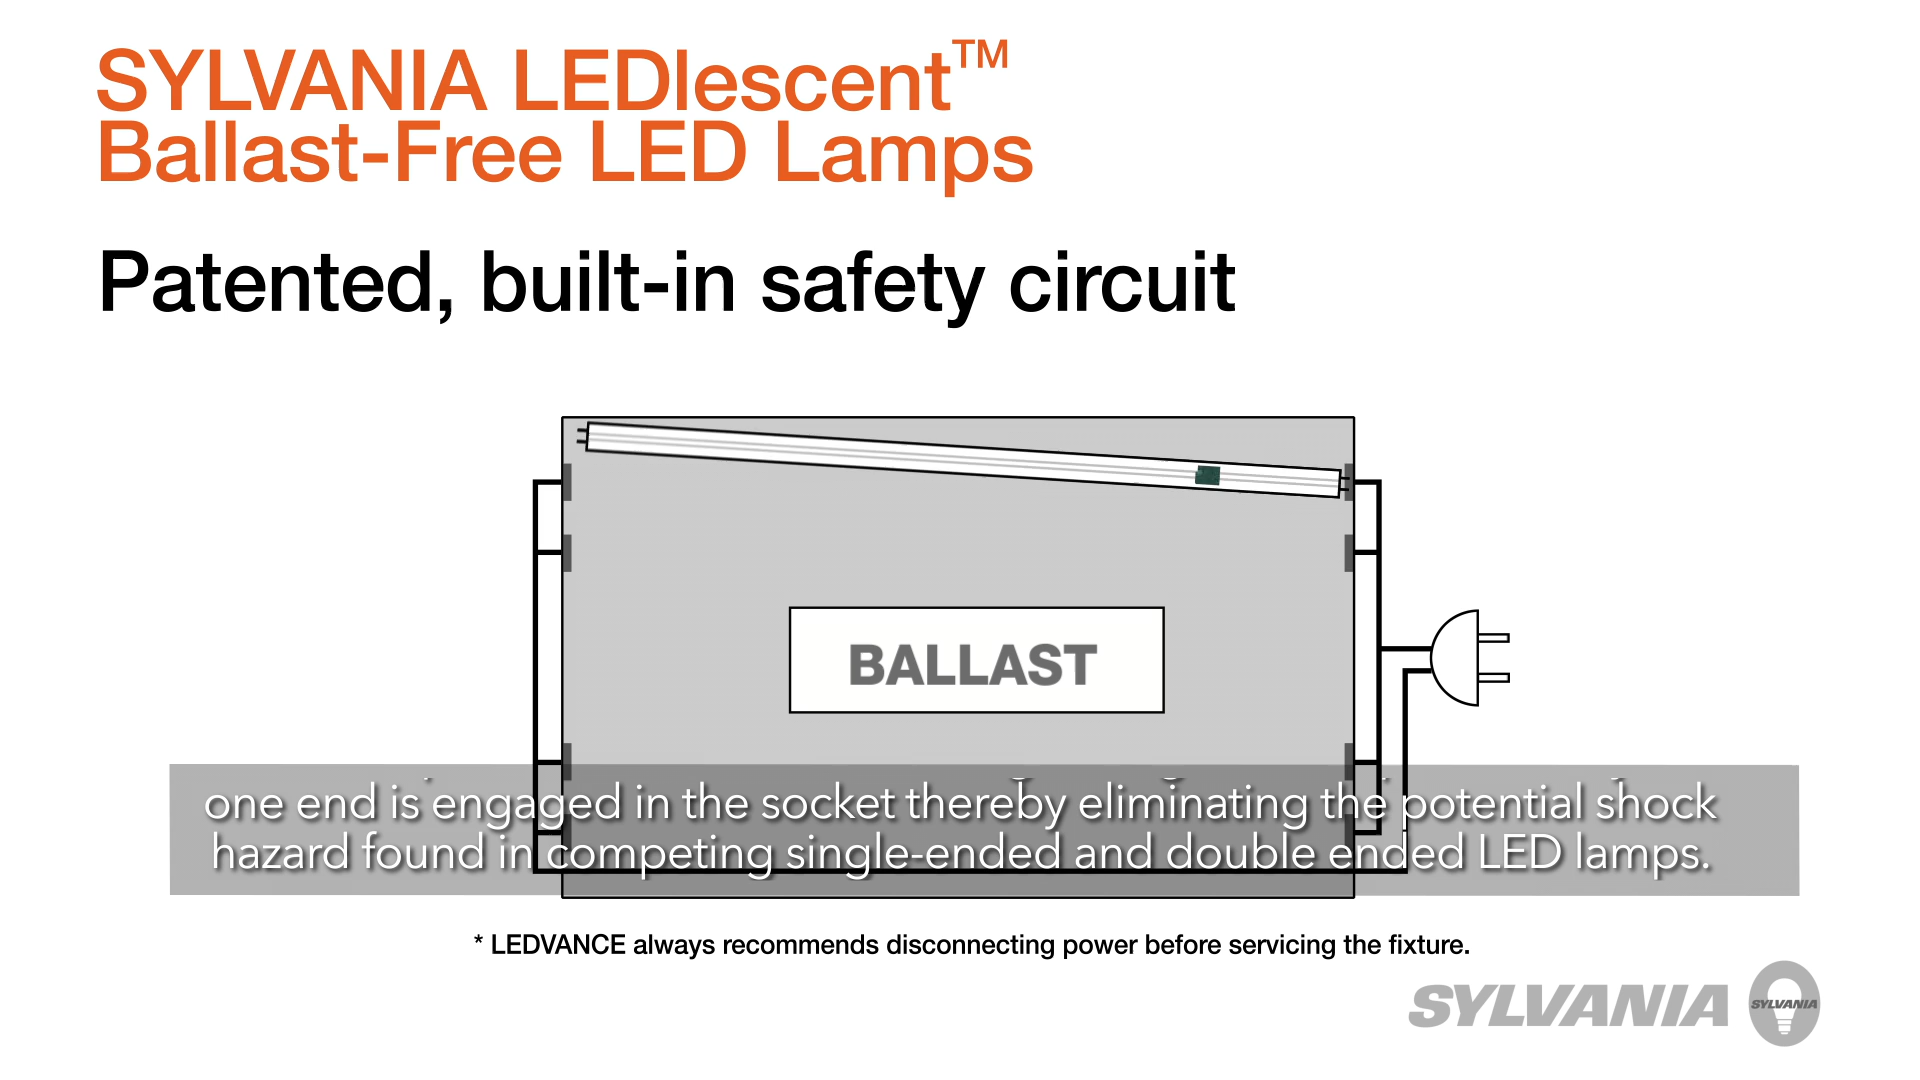 SYLVANIA LEDlescent™
Ballast-Free LED Lamps
Patented, built-in safety circuit
BALLAST
one end is engaged in the socket thereby eliminating the potential shock
hazard found in competing single-ended and double ended LED lamps.
* LEDVANCE always recommends disconnecting power before servicing the fixture.
SYLVANIA
SYLVANIA